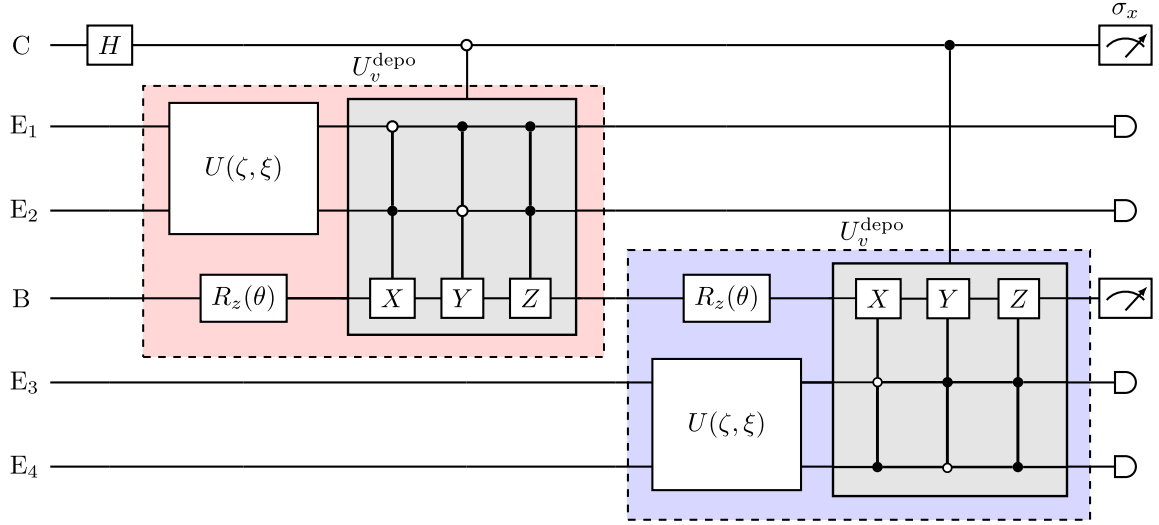 σ_x
C H
U_v^depo
E_1
U(ζ, ξ)
E_2
U_v^depo
B R_z(θ) X Y Z R_z(θ) X Y Z
E_3
U(ζ, ξ)
E_4